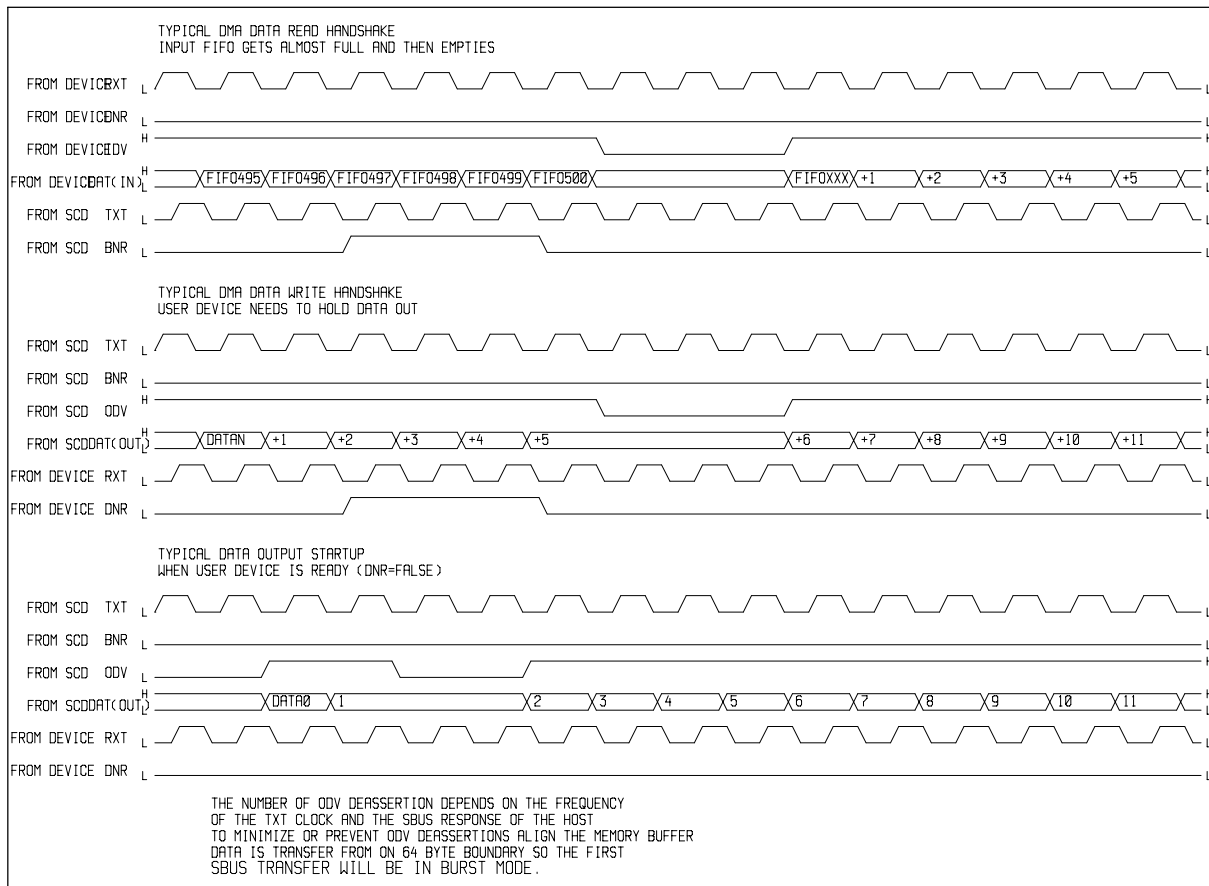 TYPICAL DMA DATA READ HANDSHAKE
INPUT FIFO GETS ALMOST FULL AND THEN EMPTIES
FROM DEVICE RXT L L
FROM DEVICE DNR L L
FROM DEVICE IDV H H
FROM DEVICE DAT(IN) H L FIFO495 FIFO496 FIFO497 FIFO498 FIFO499 FIFO500 FIFOXXX +1 +2 +3 +4 +5 H L
FROM SCD TXT L L
FROM SCD BNR L L
TYPICAL DMA DATA WRITE HANDSHAKE
USER DEVICE NEEDS TO HOLD DATA OUT
FROM SCD TXT L L
FROM SCD BNR L L
FROM SCD ODV H H
FROM SCD DAT(OUT) H L DATAN +1 +2 +3 +4 +5 +6 +7 +8 +9 +10 +11 H L
FROM DEVICE RXT L L
FROM DEVICE DNR L L
TYPICAL DATA OUTPUT STARTUP
WHEN USER DEVICE IS READY (DNR=FALSE)
FROM SCD TXT L L
FROM SCD BNR L L
FROM SCD ODV L H
FROM SCD DAT(OUT) H L DATA0 1 2 3 4 5 6 7 8 9 10 11 H L
FROM DEVICE RXT L L
FROM DEVICE DNR L L
THE NUMBER OF ODV DEASSERTION DEPENDS ON THE FREQUENCY
OF THE TXT CLOCK AND THE SBUS RESPONSE OF THE HOST
TO MINIMIZE OR PREVENT ODV DEASSERTIONS ALIGN THE MEMORY BUFFER
DATA IS TRANSFER FROM ON 64 BYTE BOUNDARY SO THE FIRST
SBUS TRANSFER WILL BE IN BURST MODE.